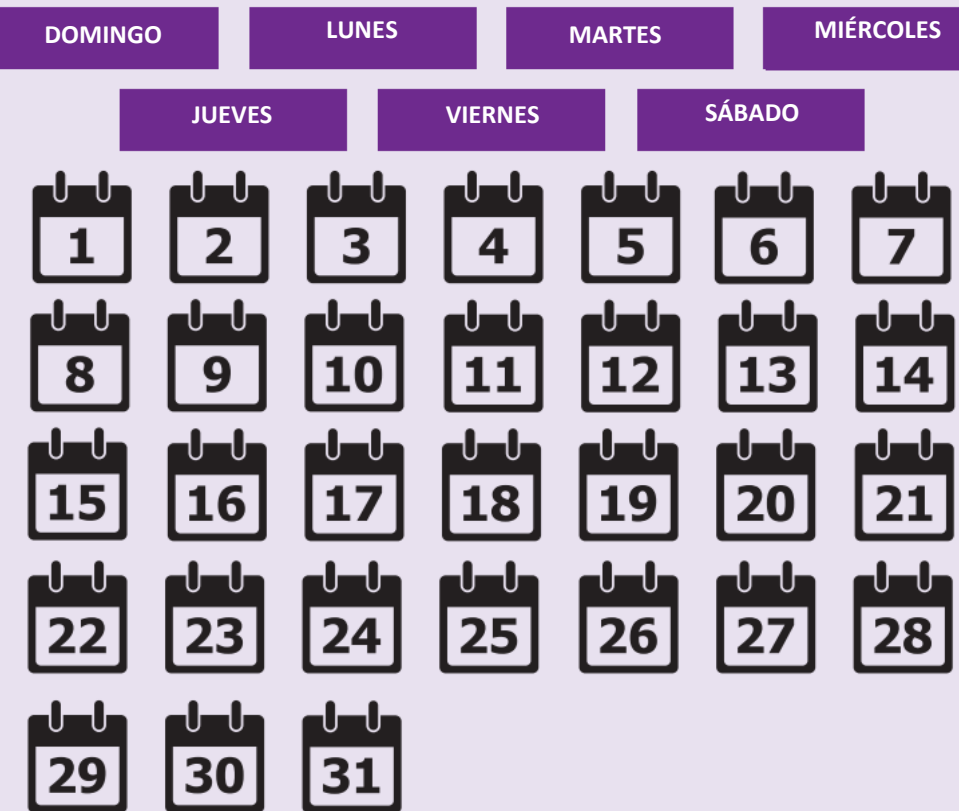 DOMINGO LUNES MARTES MIÉRCOLES
JUEVES VIERNES SÁBADO
1 2 3 4 5 6 7
8 9 10 11 12 13 14
15 16 17 18 19 20 21
22 23 24 25 26 27 28
29 30 31